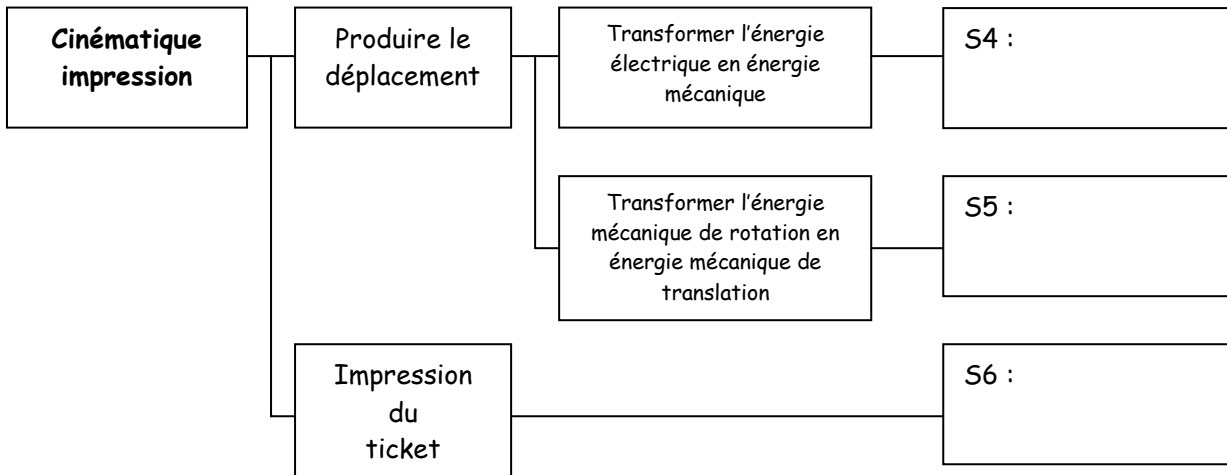 Cinématique
impression
Produire le
déplacement
Transformer l'énergie
électrique en énergie
mécanique
S4 :
Transformer l'énergie
mécanique de rotation en
énergie mécanique de
translation
S5 :
Impression
du
ticket
S6 :